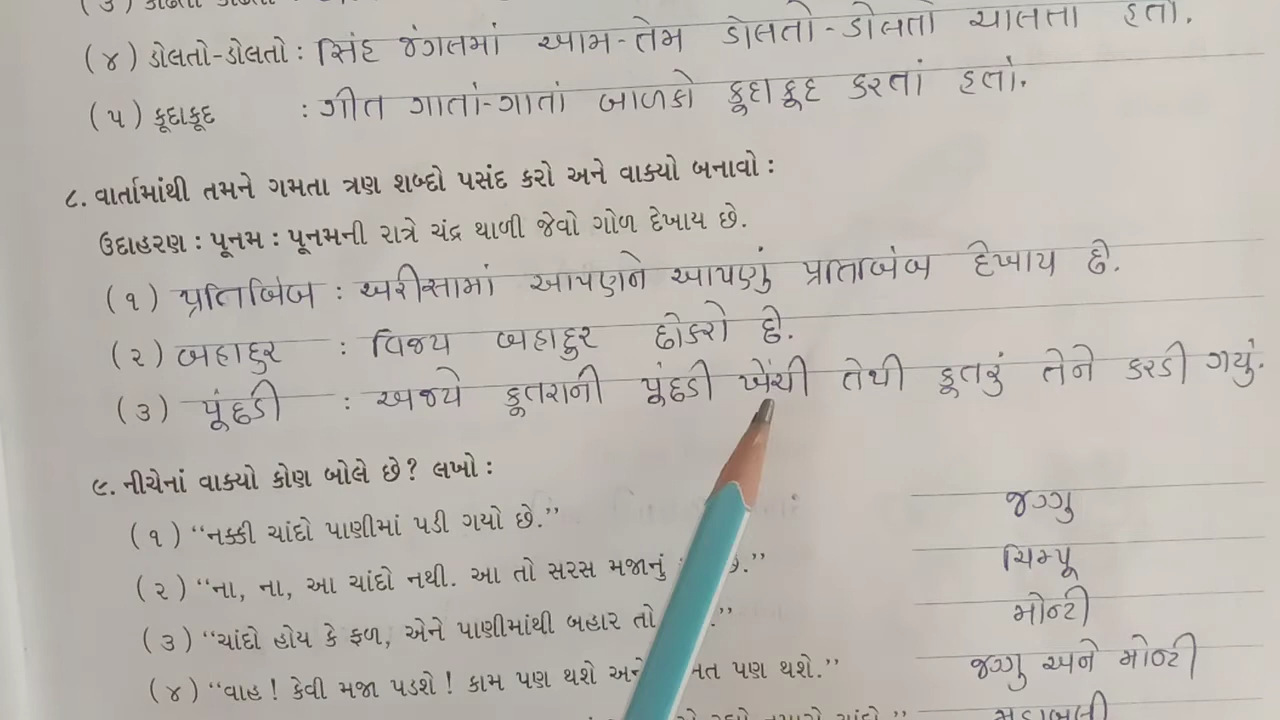 (૪) ડોલતો-ડોલતો : સિંહ જંગલમાં આમ-તેમ ડોલતો-ડોલતો ચાલતો હતો.
(૫) કૂદાકૂદ : ગીત ગાતાં-ગાતાં બાળકો કૂદાકૂદ કરતાં હતાં.
૮. વાર્તામાંથી તમને ગમતા ત્રણ શબ્દો પસંદ કરો અને વાક્યો બનાવો :
ઉદાહરણ : પૂનમ : પૂનમની રાત્રે ચંદ્ર થાળી જેવો ગોળ દેખાય છે.
(૧) પ્રતિબિંબ : અરીસામાં આપણને આપણું પ્રતિબિંબ દેખાય છે.
(૨) બહાદુર : વિજય બહાદુર છોકરો છે.
(૩) પૂંછડી : અજયે કૂતરાની પૂંછડી ખેંચી તેથી કૂતરું તેને કરડી ગયું.
૯. નીચેનાં વાક્યો કોણ બોલે છે? લખો :
(૧) “નક્કી ચાંદો પાણીમાં પડી ગયો છે.” જગ્ગુ
(૨) “ના, ના, આ ચાંદો નથી. આ તો સરસ મજાનું છે.” ચિમ્પૂ
(૩) “ચાંદો હોય કે ફળ, એને પાણીમાંથી બહાર તો મોન્ટી
(૪) “વાહ ! કેવી મજા પડશે ! કામ પણ થશે અને પણ થશે.” જગ્ગુ અને મોન્ટી